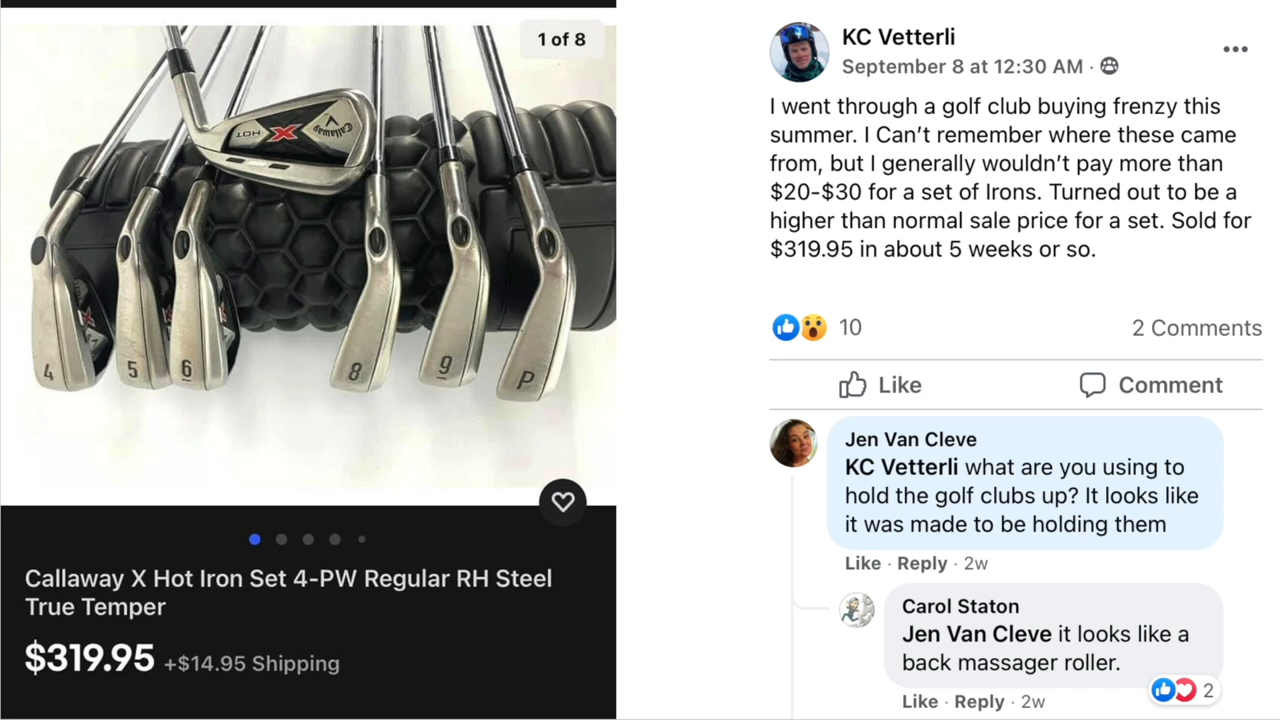 1 of 8
Callaway
X
HOT
4
5
6
8
9
P
Callaway X Hot Iron Set 4-PW Regular RH Steel
True Temper
$319.95 +$14.95 Shipping
KC Vetterli
September 8 at 12:30 AM ·
I went through a golf club buying frenzy this
summer. I Can’t remember where these came
from, but I generally wouldn’t pay more than
$20-$30 for a set of Irons. Turned out to be a
higher than normal sale price for a set. Sold for
$319.95 in about 5 weeks or so.
10
2 Comments
Like
Comment
Jen Van Cleve
KC Vetterli what are you using to
hold the golf clubs up? It looks like
it was made to be holding them
Like · Reply · 2w
Carol Staton
Jen Van Cleve it looks like a
back massager roller.
2
Like · Reply · 2w